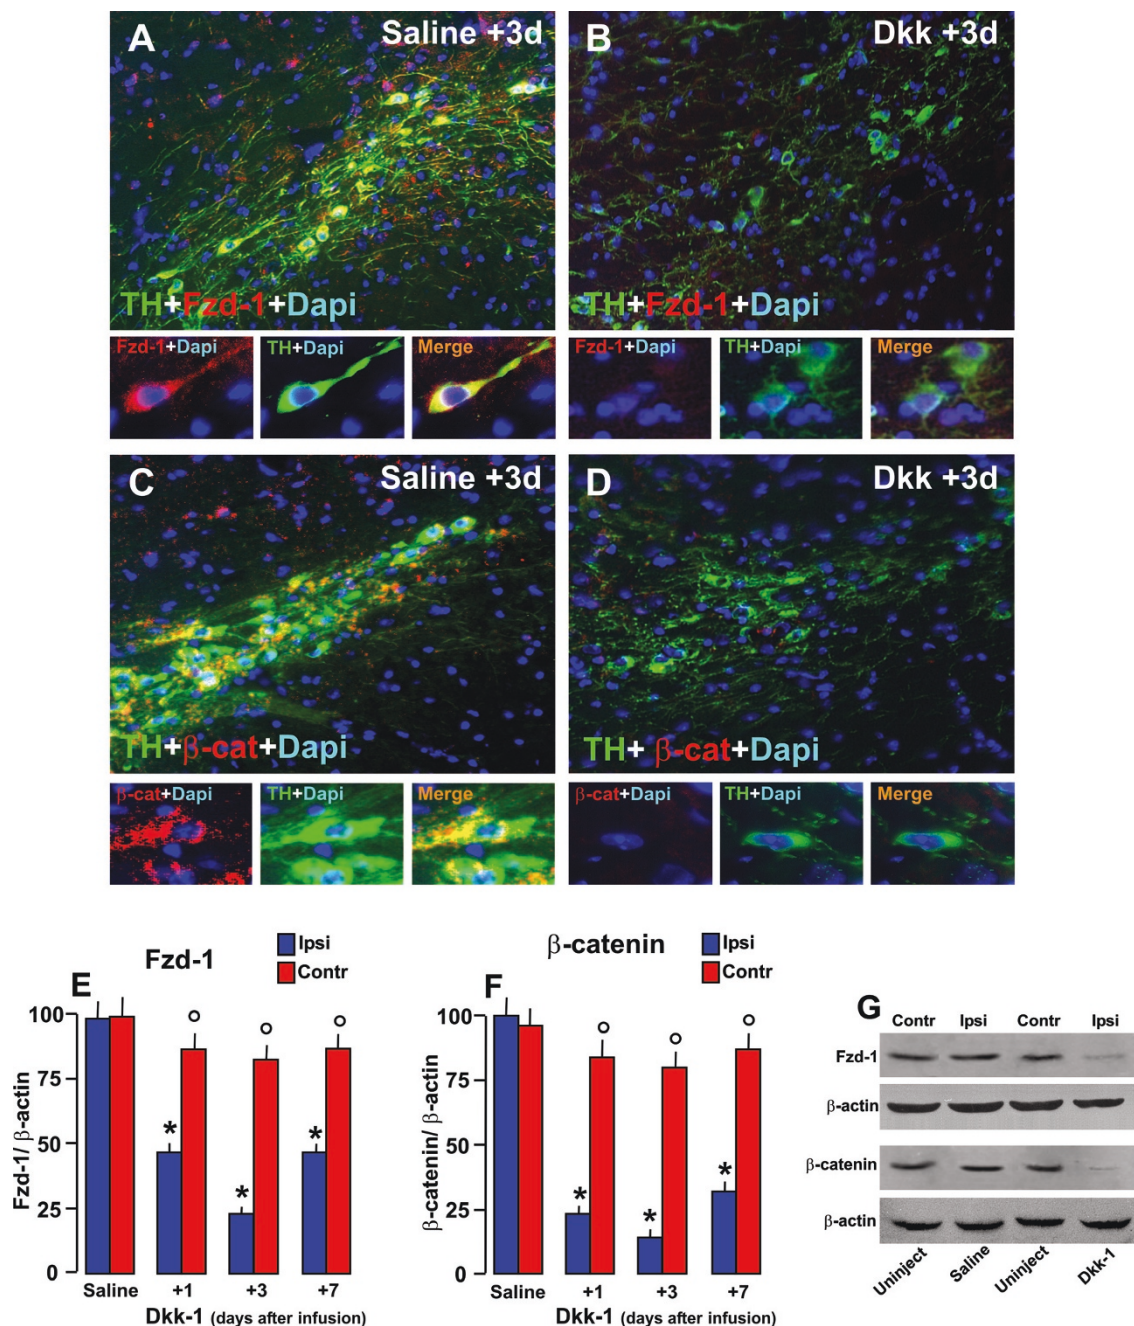 A
Saline +3d
TH+Fzd-1+Dapi
Fzd-1+Dapi
TH+Dapi
Merge
B
Dkk +3d
TH+Fzd-1+Dapi
Fzd-1+Dapi
TH+Dapi
Merge
C
Saline +3d
TH+β-cat+Dapi
β-cat+Dapi
TH+Dapi
Merge
D
Dkk +3d
TH+ β-cat+Dapi
β-cat+Dapi
TH+Dapi
Merge
E
Fzd-1
Ipsi
Contr
Fzd-1/ β-actin
100
75
50
25
0
* * *
Saline +1 +3 +7
Dkk-1 (days after infusion)
F
β-catenin
Ipsi
Contr
β-catenin/ β-actin
100
75
50
25
0
* * *
Saline +1 +3 +7
Dkk-1 (days after infusion)
G
Contr Ipsi Contr Ipsi
Fzd-1
β-actin
β-catenin
β-actin
Uninject Saline Uninject Dkk-1